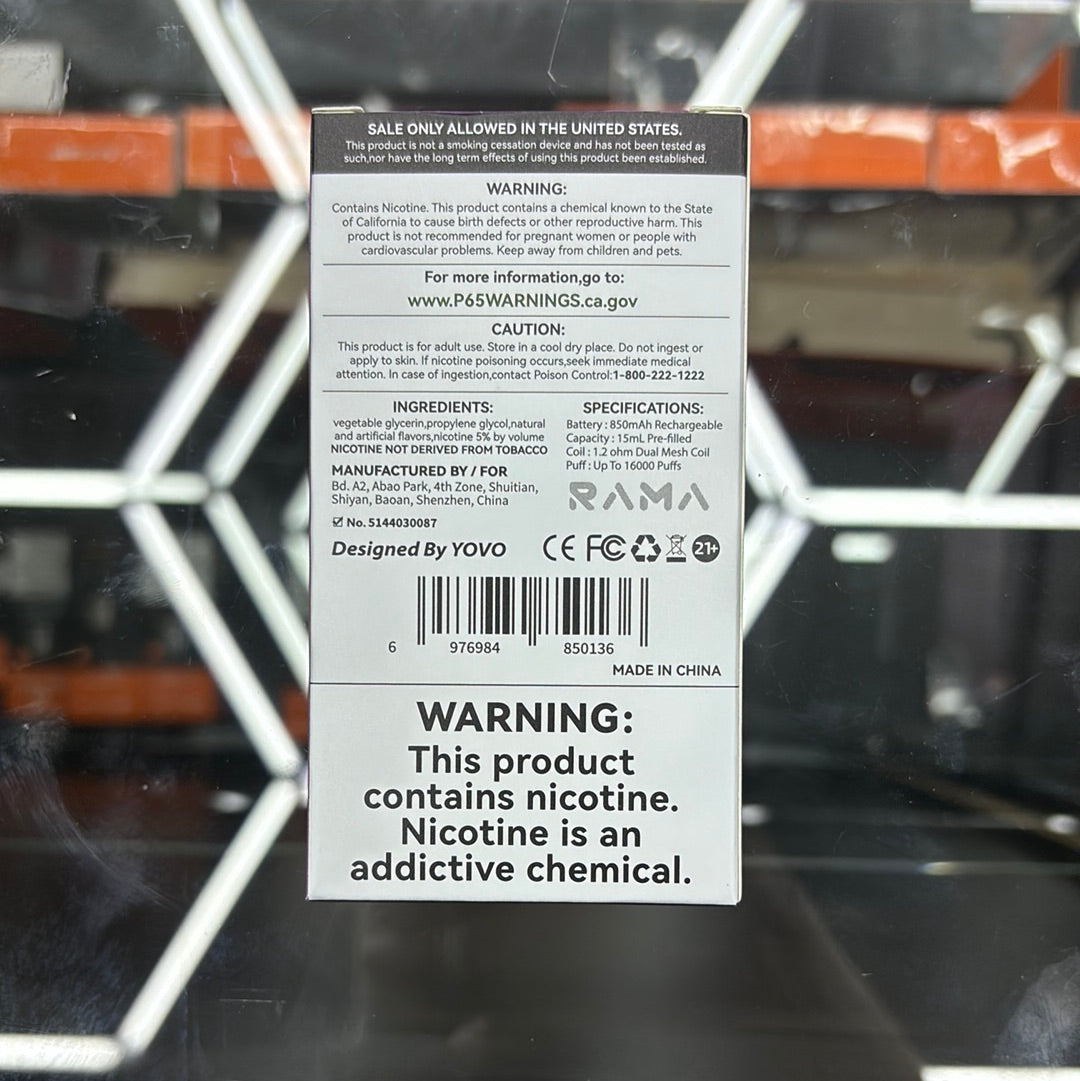 SALE ONLY ALLOWED IN THE UNITED STATES.
This product is not a smoking cessation device and has not been tested as
such,nor have the long term effects of using this product been established.
WARNING:
Contains Nicotine. This product contains a chemical known to the State
of California to cause birth defects or other reproductive harm. This
product is not recommended for pregnant women or people with
cardiovascular problems. Keep away from children and pets.
For more information,go to:
www.P65WARNINGS.ca.gov
CAUTION:
This product is for adult use. Store in a cool dry place. Do not ingest or
apply to skin. If nicotine poisoning occurs,seek immediate medical
attention. In case of ingestion,contact Poison Control:1-800-222-1222
INGREDIENTS:
vegetable glycerin,propylene glycol,natural
and artificial flavors,nicotine 5% by volume
NICOTINE NOT DERIVED FROM TOBACCO
MANUFACTURED BY / FOR
Bd. A2, Abao Park, 4th Zone, Shuitian,
Shiyan, Baoan, Shenzhen, China
☑ No. 5144030087
Designed By YOVO
SPECIFICATIONS:
Battery : 850mAh Rechargeable
Capacity : 15mL Pre-filled
Coil : 1.2 ohm Dual Mesh Coil
Puff : Up To 16000 Puffs
RAMA
CE FC 21+
6 976984 850136
MADE IN CHINA
WARNING:
This product
contains nicotine.
Nicotine is an
addictive chemical.